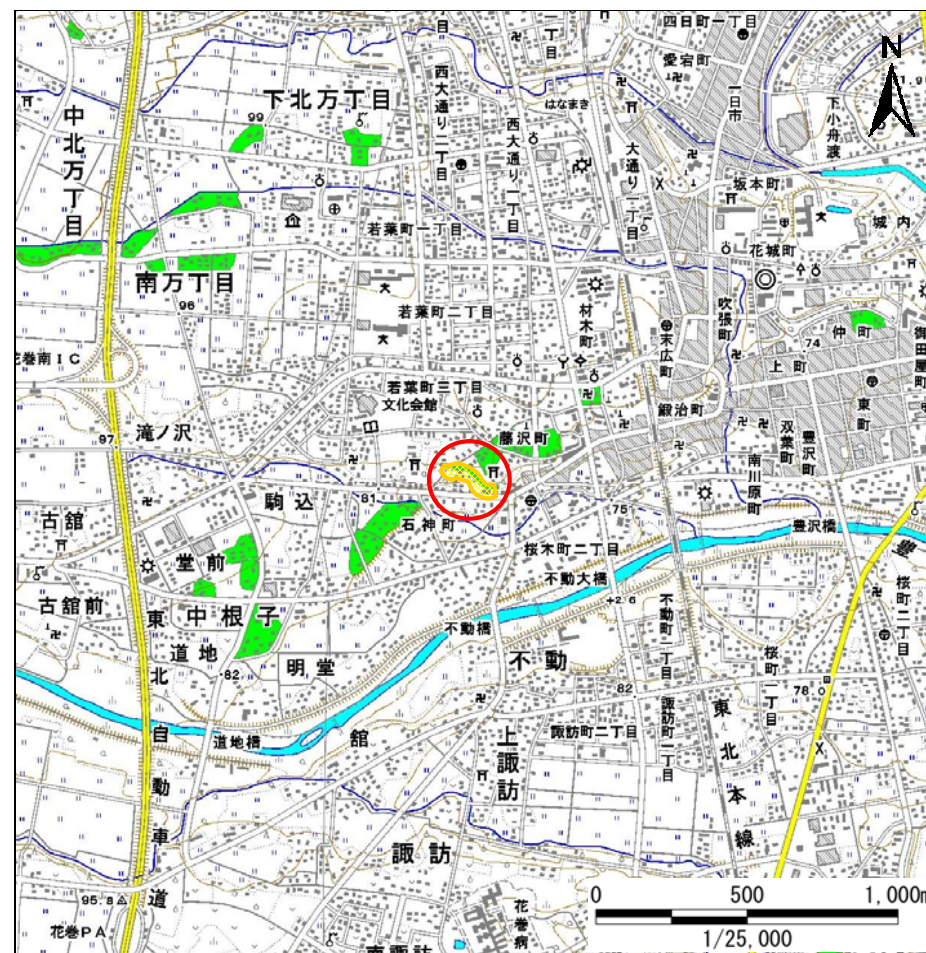 四日町一丁目
愛宕町
一日市
下小舟渡
N
下北万丁目
99
中北万丁目
西大通り二丁目
西大通り一丁目
はなまき
大通り一丁目
坂本町
城内
花城町
若葉町一丁目
南万丁目
96
若葉町二丁目
材木町
末広町
吹張町
仲町
74
上町
御田屋町
東町
花巻南IC
若葉町三丁目
文化会館
鍛治町
97
滝ノ沢
藤沢町
双葉町
豊沢町
南川原町
駒込
81
石神町
75
豊沢橋
古舘
堂前
桜木町二丁目
豊
不動大橋
+2.6
古舘前
東北自動車道
中根子
不動橋
不動町一丁目
桜町二丁目
道地
82
明堂
不動
桜町一丁目
82
78
道地橋
舘
上諏訪
諏訪町二丁目
諏訪町一丁目
東北本線
諏訪
95.8
花巻PA
南諏訪
花巻病
0 500 1,000m
1/25,000